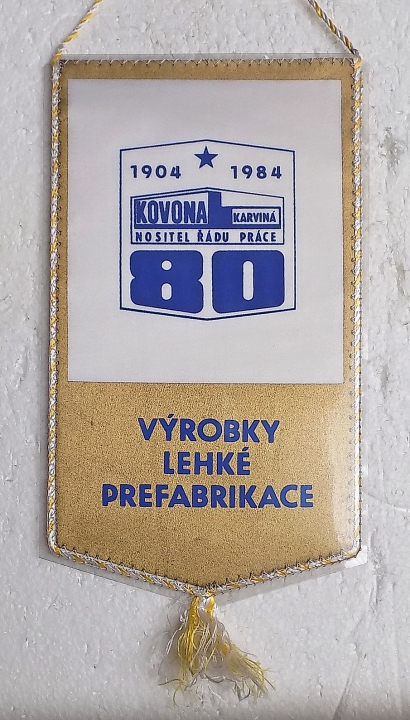 1904 1984
KOVONA KARVINÁ
NOSITEL ŘÁDU PRÁCE
80
VÝROBKY
LEHKÉ
PREFABRIKACE